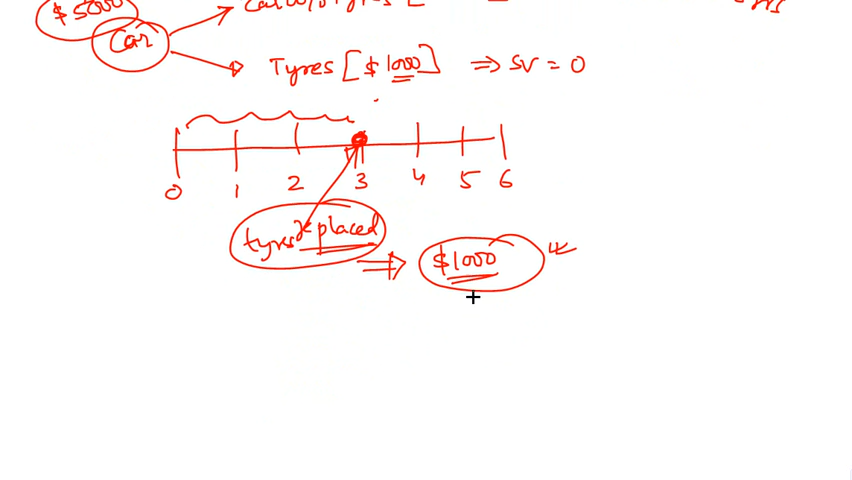 $5000
Car
Tyres [$1000] ⇒ SV = 0
0 1 2 3 4 5 6
tyres replaced
⇒ $1000